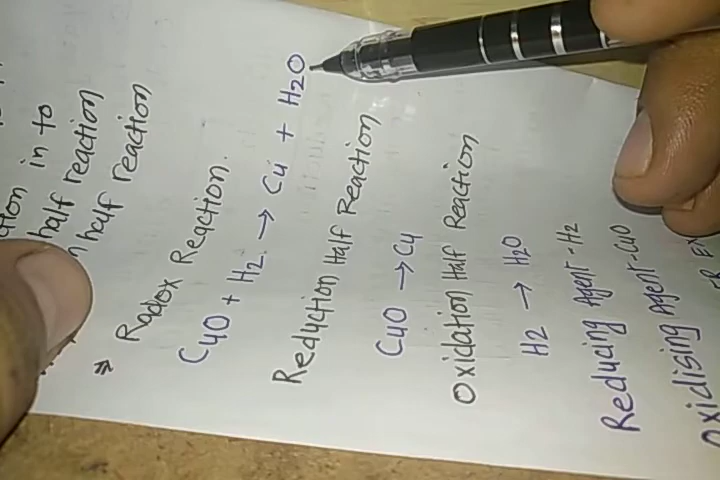 in to
half reaction
half reaction
⇒ Radox Reaction.
CuO + H2. → Cu + H2O
Reduction Half Reaction
CuO → Cu
Oxidation Half Reaction
H2 → H2O
Reducing Agent - H2
Oxidising Agent - CuO